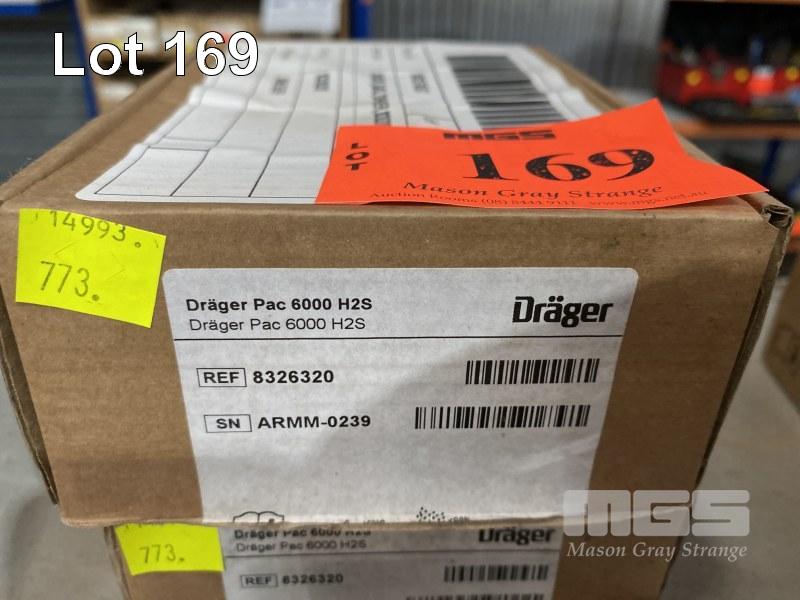 Lot 169
MGS
LOT
169
Mason Gray Strange
Auction Rooms (08) 8444 9111 www.mgs.net.au
14993.
773.
Dräger Pac 6000 H2S
Dräger
Dräger Pac 6000 H2S
REF 8326320
SN ARMM-0239
MGS
Mason Gray Strange
773.
Dräger Pac 6000 H2S
Dräger
Dräger Pac 6000 H2S
REF 8326320